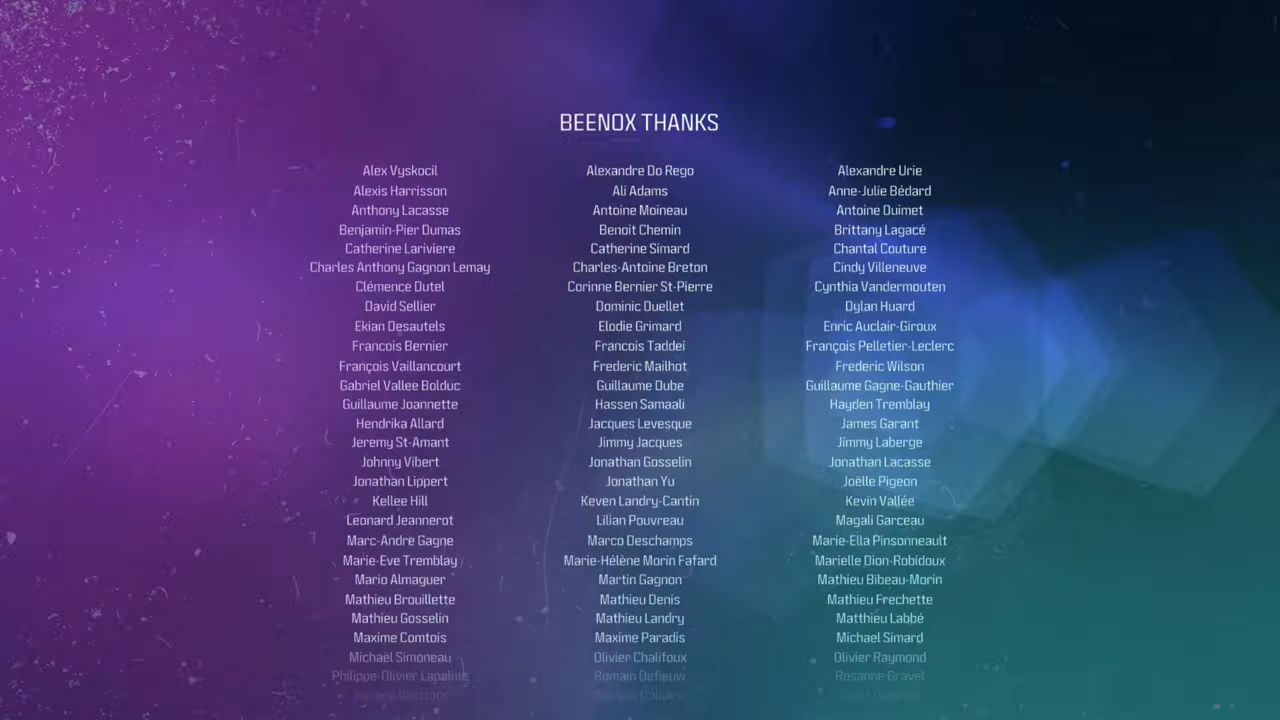 BEENOX THANKS
Alex Vyskocil Alexandre Do Rego Alexandre Urie
Alexis Harrisson Ali Adams Anne-Julie Bédard
Anthony Lacasse Antoine Moineau Antoine Ouimet
Benjamin-Pier Dumas Benoit Chemin Brittany Lagacé
Catherine Lariviere Catherine Simard Chantal Couture
Charles Anthony Gagnon Lemay Charles-Antoine Breton Cindy Villeneuve
Clémence Dutel Corinne Bernier St-Pierre Cynthia Vandermouten
David Sellier Dominic Ouellet Dylan Huard
Ekian Desautels Elodie Grimard Enric Auclair-Giroux
Francois Bernier Francois Taddei François Pelletier-Leclerc
François Vaillancourt Frederic Mailhot Frederic Wilson
Gabriel Vallee Bolduc Guillaume Dube Guillaume Gagne-Gauthier
Guillaume Joannette Hassen Samaali Hayden Tremblay
Hendrika Allard Jacques Levesque James Garant
Jeremy St-Amant Jimmy Jacques Jimmy Laberge
Johnny Vibert Jonathan Gosselin Jonathan Lacasse
Jonathan Lippert Jonathan Yu Joëlle Pigeon
Kellee Hill Keven Landry-Cantin Kevin Vallée
Leonard Jeannerot Lilian Pouvreau Magali Garceau
Marc-Andre Gagne Marco Deschamps Marie-Ella Pinsonneault
Marie-Eve Tremblay Marie-Hélène Morin Fafard Marielle Dion-Robidoux
Mario Almaguer Martin Gagnon Mathieu Bibeau-Morin
Mathieu Brouillette Mathieu Denis Mathieu Frechette
Mathieu Gosselin Mathieu Landry Matthieu Labbé
Maxime Comtois Maxime Paradis Michael Simard
Michaël Simoneau Olivier Chalifoux Olivier Raymond
Philippe-Olivier Lapalme Romain Defieuw Rosanne Gravel